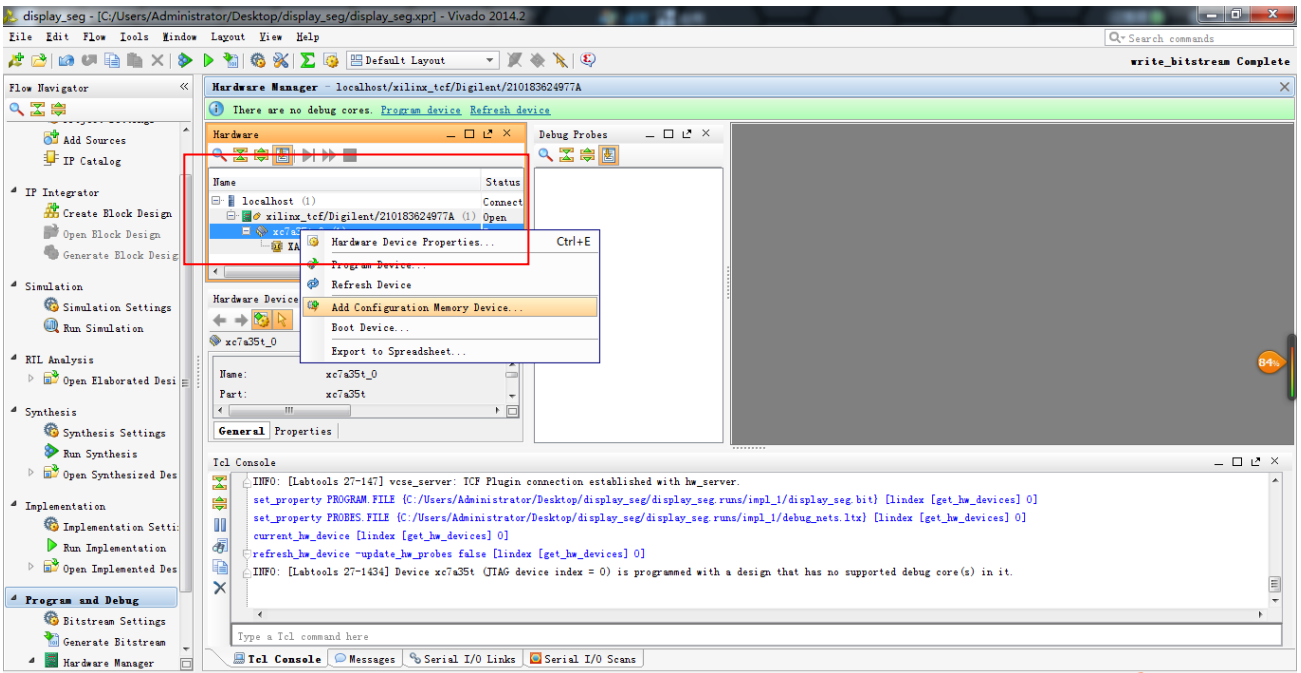 display_seg - [C:/Users/Administrator/Desktop/display_seg/display_seg.xpr] - Vivado 2014.2
File Edit Flow Tools Window Layout View Help
Search commands
Default Layout
write_bitstream Complete
Flow Navigator
Add Sources
IP Catalog
IP Integrator
Create Block Design
Open Block Design
Generate Block Desig
Simulation
Simulation Settings
Run Simulation
RTL Analysis
Open Elaborated Desi
Synthesis
Synthesis Settings
Run Synthesis
Open Synthesized Des
Implementation
Implementation Setti
Run Implementation
Open Implemented Des
Program and Debug
Bitstream Settings
Generate Bitstream
Hardware Manager
Hardware Manager - localhost/xilinx_tcf/Digilent/210183624977A
There are no debug cores. Program device Refresh device
Hardware
Name Status
localhost (1) Connect
xilinx_tcf/Digilent/210183624977A (1) Open
XA
Hardware Device Properties... Ctrl+E
Program Device...
Refresh Device
Add Configuration Memory Device...
Boot Device...
Export to Spreadsheet...
Hardware Device
xc7a35t_0
Name: xc7a35t_0
Part: xc7a35t
General Properties
Debug Probes
84%
Tcl Console
INFO: [Labtools 27-147] vcse_server: TCF Plugin connection established with hw_server.
set_property PROGRAM.FILE {C:/Users/Administrator/Desktop/display_seg/display_seg.runs/impl_1/display_seg.bit} [lindex [get_hw_devices] 0]
set_property PROBES.FILE {C:/Users/Administrator/Desktop/display_seg/display_seg.runs/impl_1/debug_nets.ltx} [lindex [get_hw_devices] 0]
current_hw_device [lindex [get_hw_devices] 0]
refresh_hw_device -update_hw_probes false [lindex [get_hw_devices] 0]
INFO: [Labtools 27-1434] Device xc7a35t (JTAG device index = 0) is programmed with a design that has no supported debug core(s) in it.
Type a Tcl command here
Tcl Console Messages Serial I/O Links Serial I/O Scans